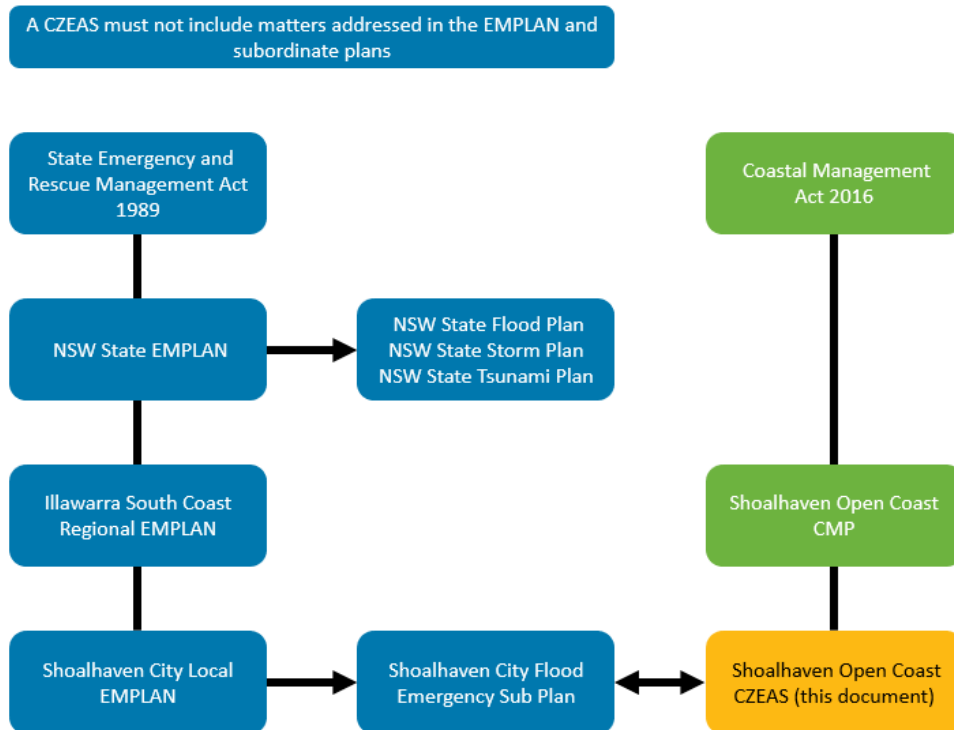 A CZEAS must not include matters addressed in the EMPLAN and
subordinate plans
State Emergency and
Rescue Management Act
1989
Coastal Management
Act 2016
NSW State EMPLAN
NSW State Flood Plan
NSW State Storm Plan
NSW State Tsunami Plan
Illawarra South Coast
Regional EMPLAN
Shoalhaven Open Coast
CMP
Shoalhaven City Local
EMPLAN
Shoalhaven City Flood
Emergency Sub Plan
Shoalhaven Open Coast
CZEAS (this document)